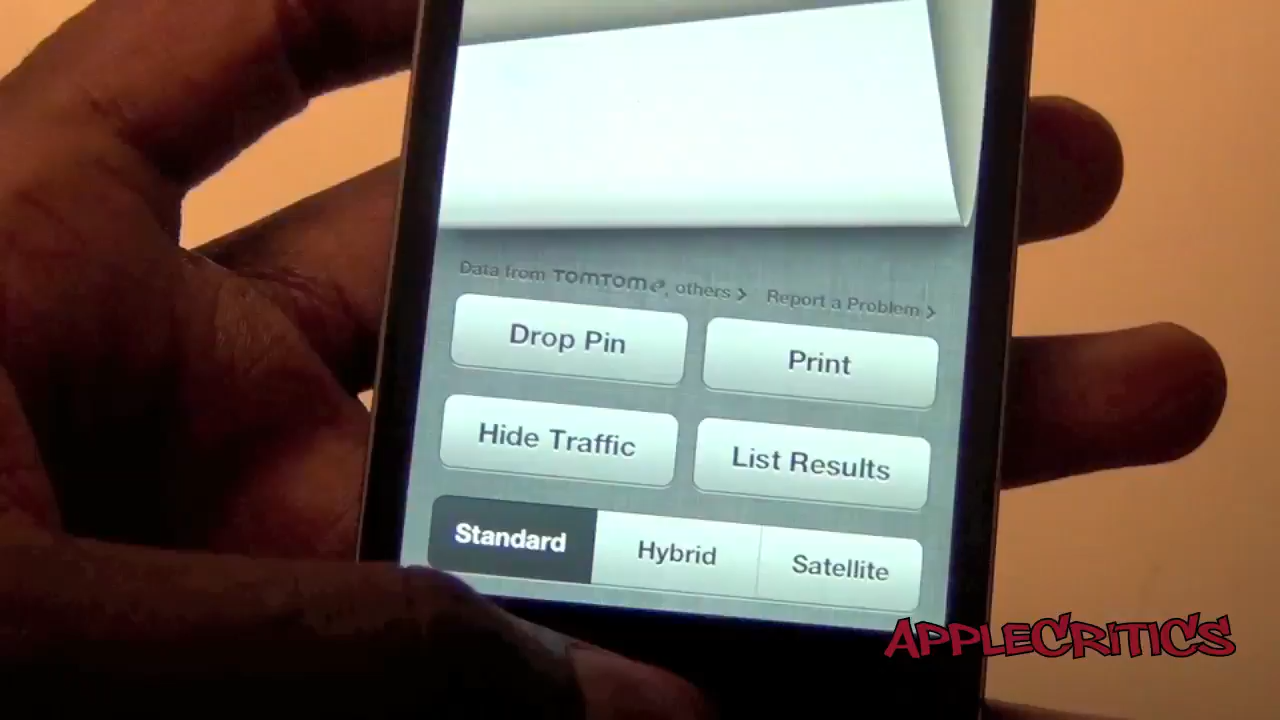 Data from TOMTOM, others > Report a Problem >
Drop Pin
Print
Hide Traffic
List Results
Standard
Hybrid
Satellite
APPLECRITICS